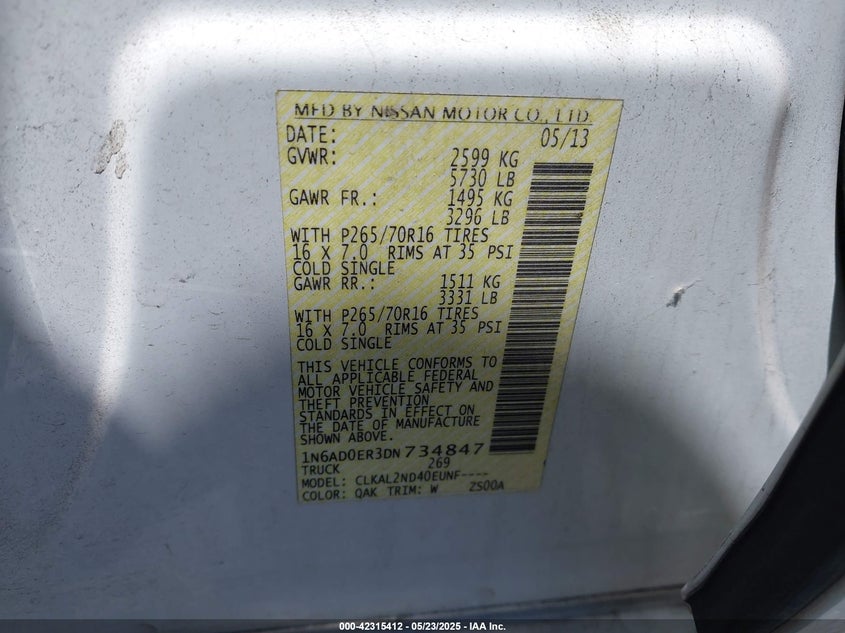 MFD BY NISSAN MOTOR CO., LTD.
DATE: 05/13
GVWR: 2599 KG
5730 LB
GAWR FR.: 1495 KG
3296 LB
WITH P265/70R16 TIRES
16 X 7.0 RIMS AT 35 PSI
COLD SINGLE
GAWR RR.: 1511 KG
3331 LB
WITH P265/70R16 TIRES
16 X 7.0 RIMS AT 35 PSI
COLD SINGLE
THIS VEHICLE CONFORMS TO
ALL APPLICABLE FEDERAL
MOTOR VEHICLE SAFETY AND
THEFT PREVENTION
STANDARDS IN EFFECT ON
THE DATE OF MANUFACTURE
SHOWN ABOVE.
1N6AD0ER3DN734847
TRUCK 269
MODEL: CLKAL2ND40EUNF----
COLOR: QAK TRIM: W ZS00A
000-42315412 - 05/23/2025 - IAA Inc.